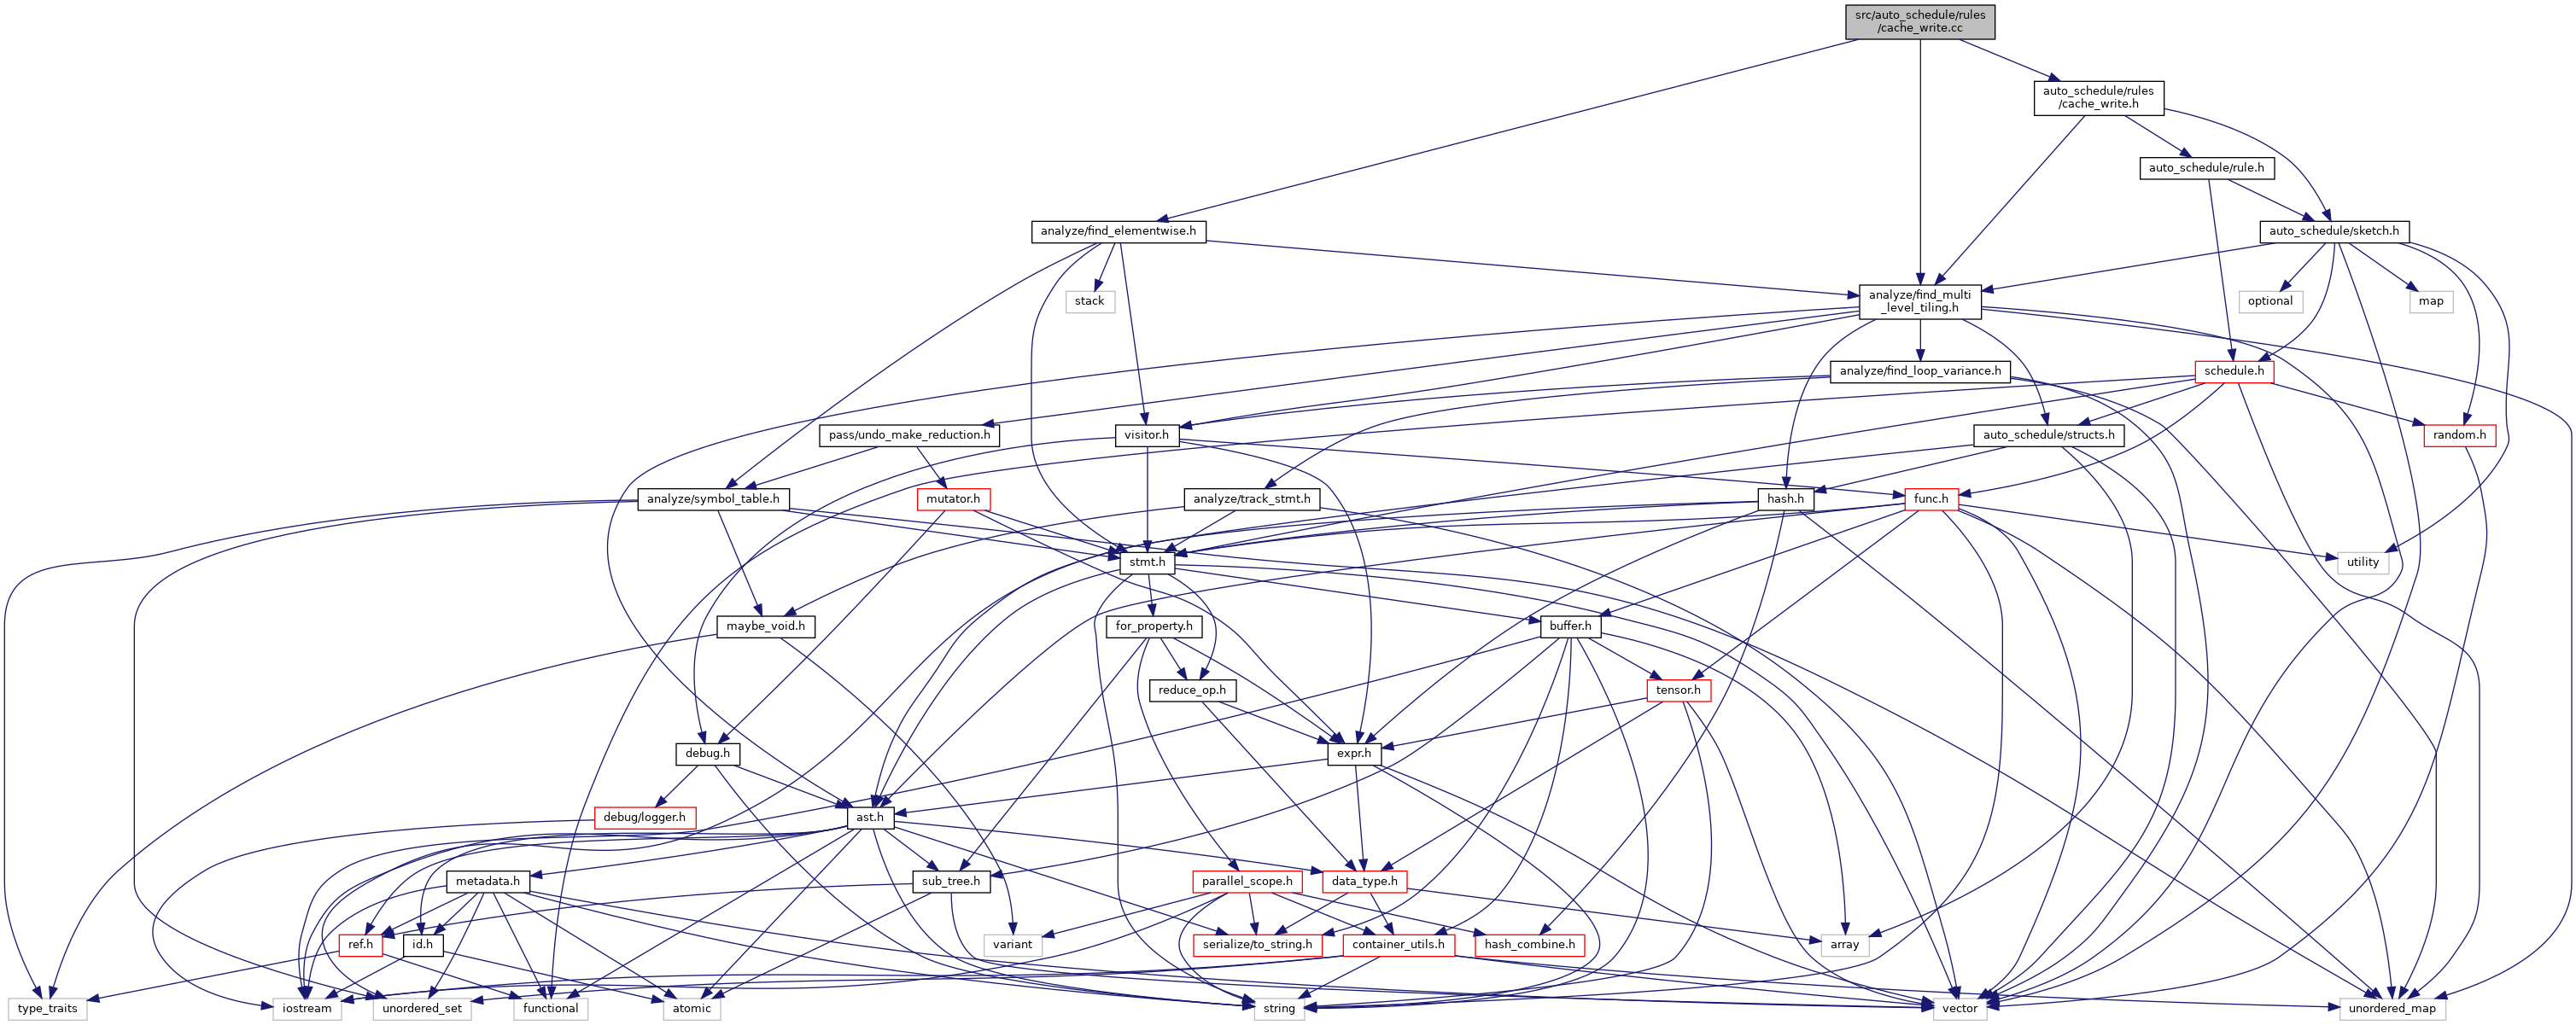 src/auto_schedule/rules
/cache_write.cc
auto_schedule/rules
/cache_write.h
auto_schedule/rule.h
analyze/find_elementwise.h
auto_schedule/sketch.h
stack
analyze/find_multi
_level_tiling.h
optional
map
analyze/find_loop_variance.h
schedule.h
pass/undo_make_reduction.h
visitor.h
auto_schedule/structs.h
random.h
analyze/symbol_table.h
mutator.h
analyze/track_stmt.h
hash.h
func.h
stmt.h
utility
maybe_void.h
for_property.h
buffer.h
reduce_op.h
tensor.h
debug.h
expr.h
debug/logger.h
ast.h
metadata.h
sub_tree.h
parallel_scope.h
data_type.h
ref.h
id.h
variant
serialize/to_string.h
container_utils.h
hash_combine.h
array
type_traits
iostream
unordered_set
functional
atomic
string
vector
unordered_map